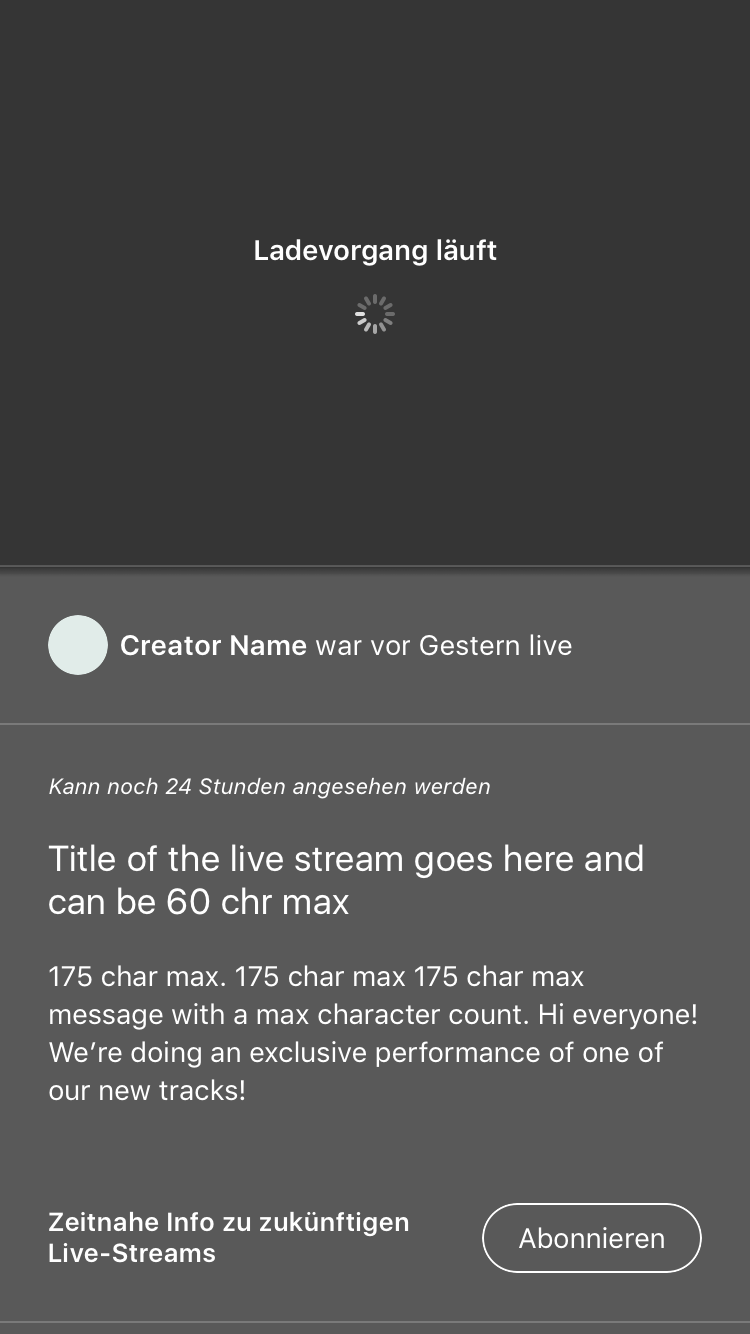 Ladevorgang läuft
Creator Name war vor Gestern live
Kann noch 24 Stunden angesehen werden
Title of the live stream goes here and
can be 60 chr max
175 char max. 175 char max 175 char max
message with a max character count. Hi everyone!
We’re doing an exclusive performance of one of
our new tracks!
Zeitnahe Info zu zukünftigen
Live-Streams
Abonnieren